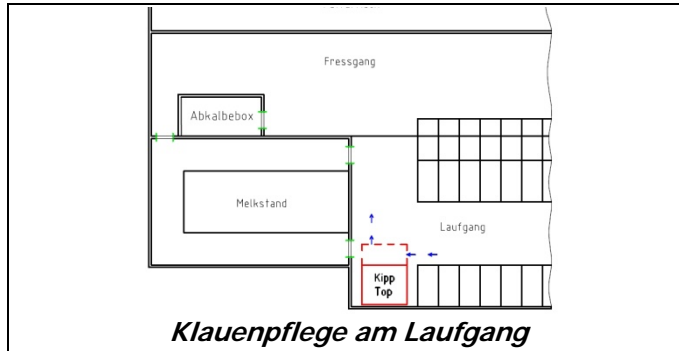 Fressgang
Abkalbebox
Melkstand
Laufgang
Kipp
Top
Klauenpflege am Laufgang